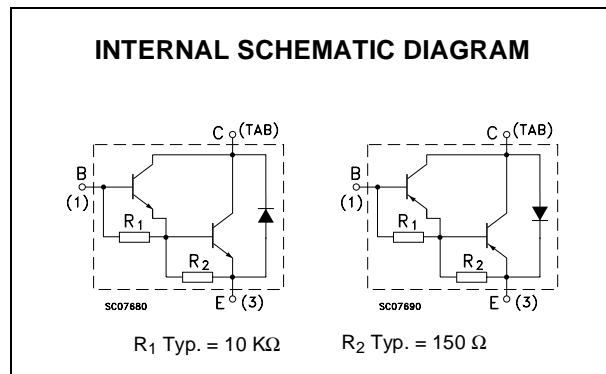 INTERNAL SCHEMATIC DIAGRAM
C (TAB)
B
(1)
R1
R2
SC07680
E (3)
C (TAB)
B
(1)
R1
R2
SC07690
E (3)
R1 Typ. = 10 KΩ
R2 Typ. = 150 Ω